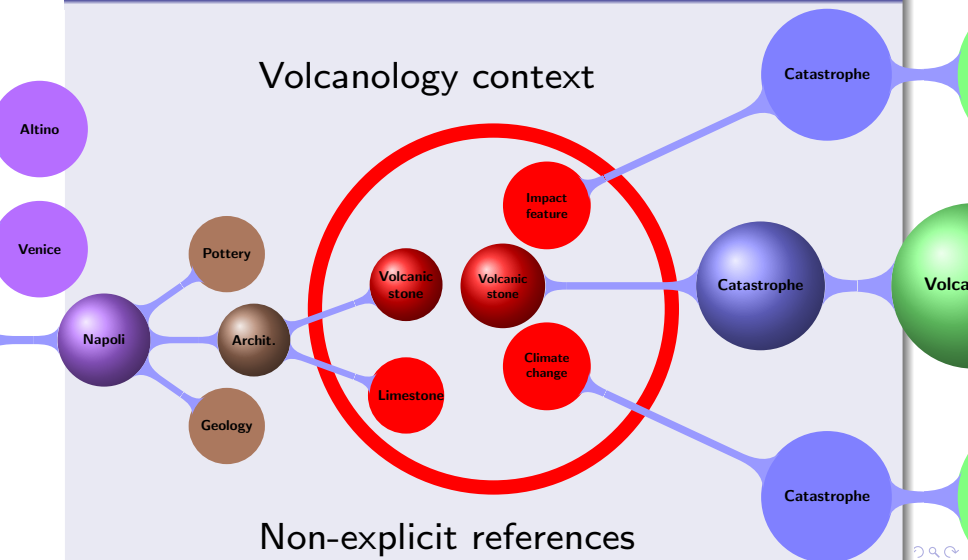 Volcanology context
Catastrophe
Altino
Impact
feature
Venice
Pottery
Volcanic
stone
Volcanic
stone
Catastrophe
Napoli
Archit.
Climate
change
Limestone
Geology
Catastrophe
Non-explicit references